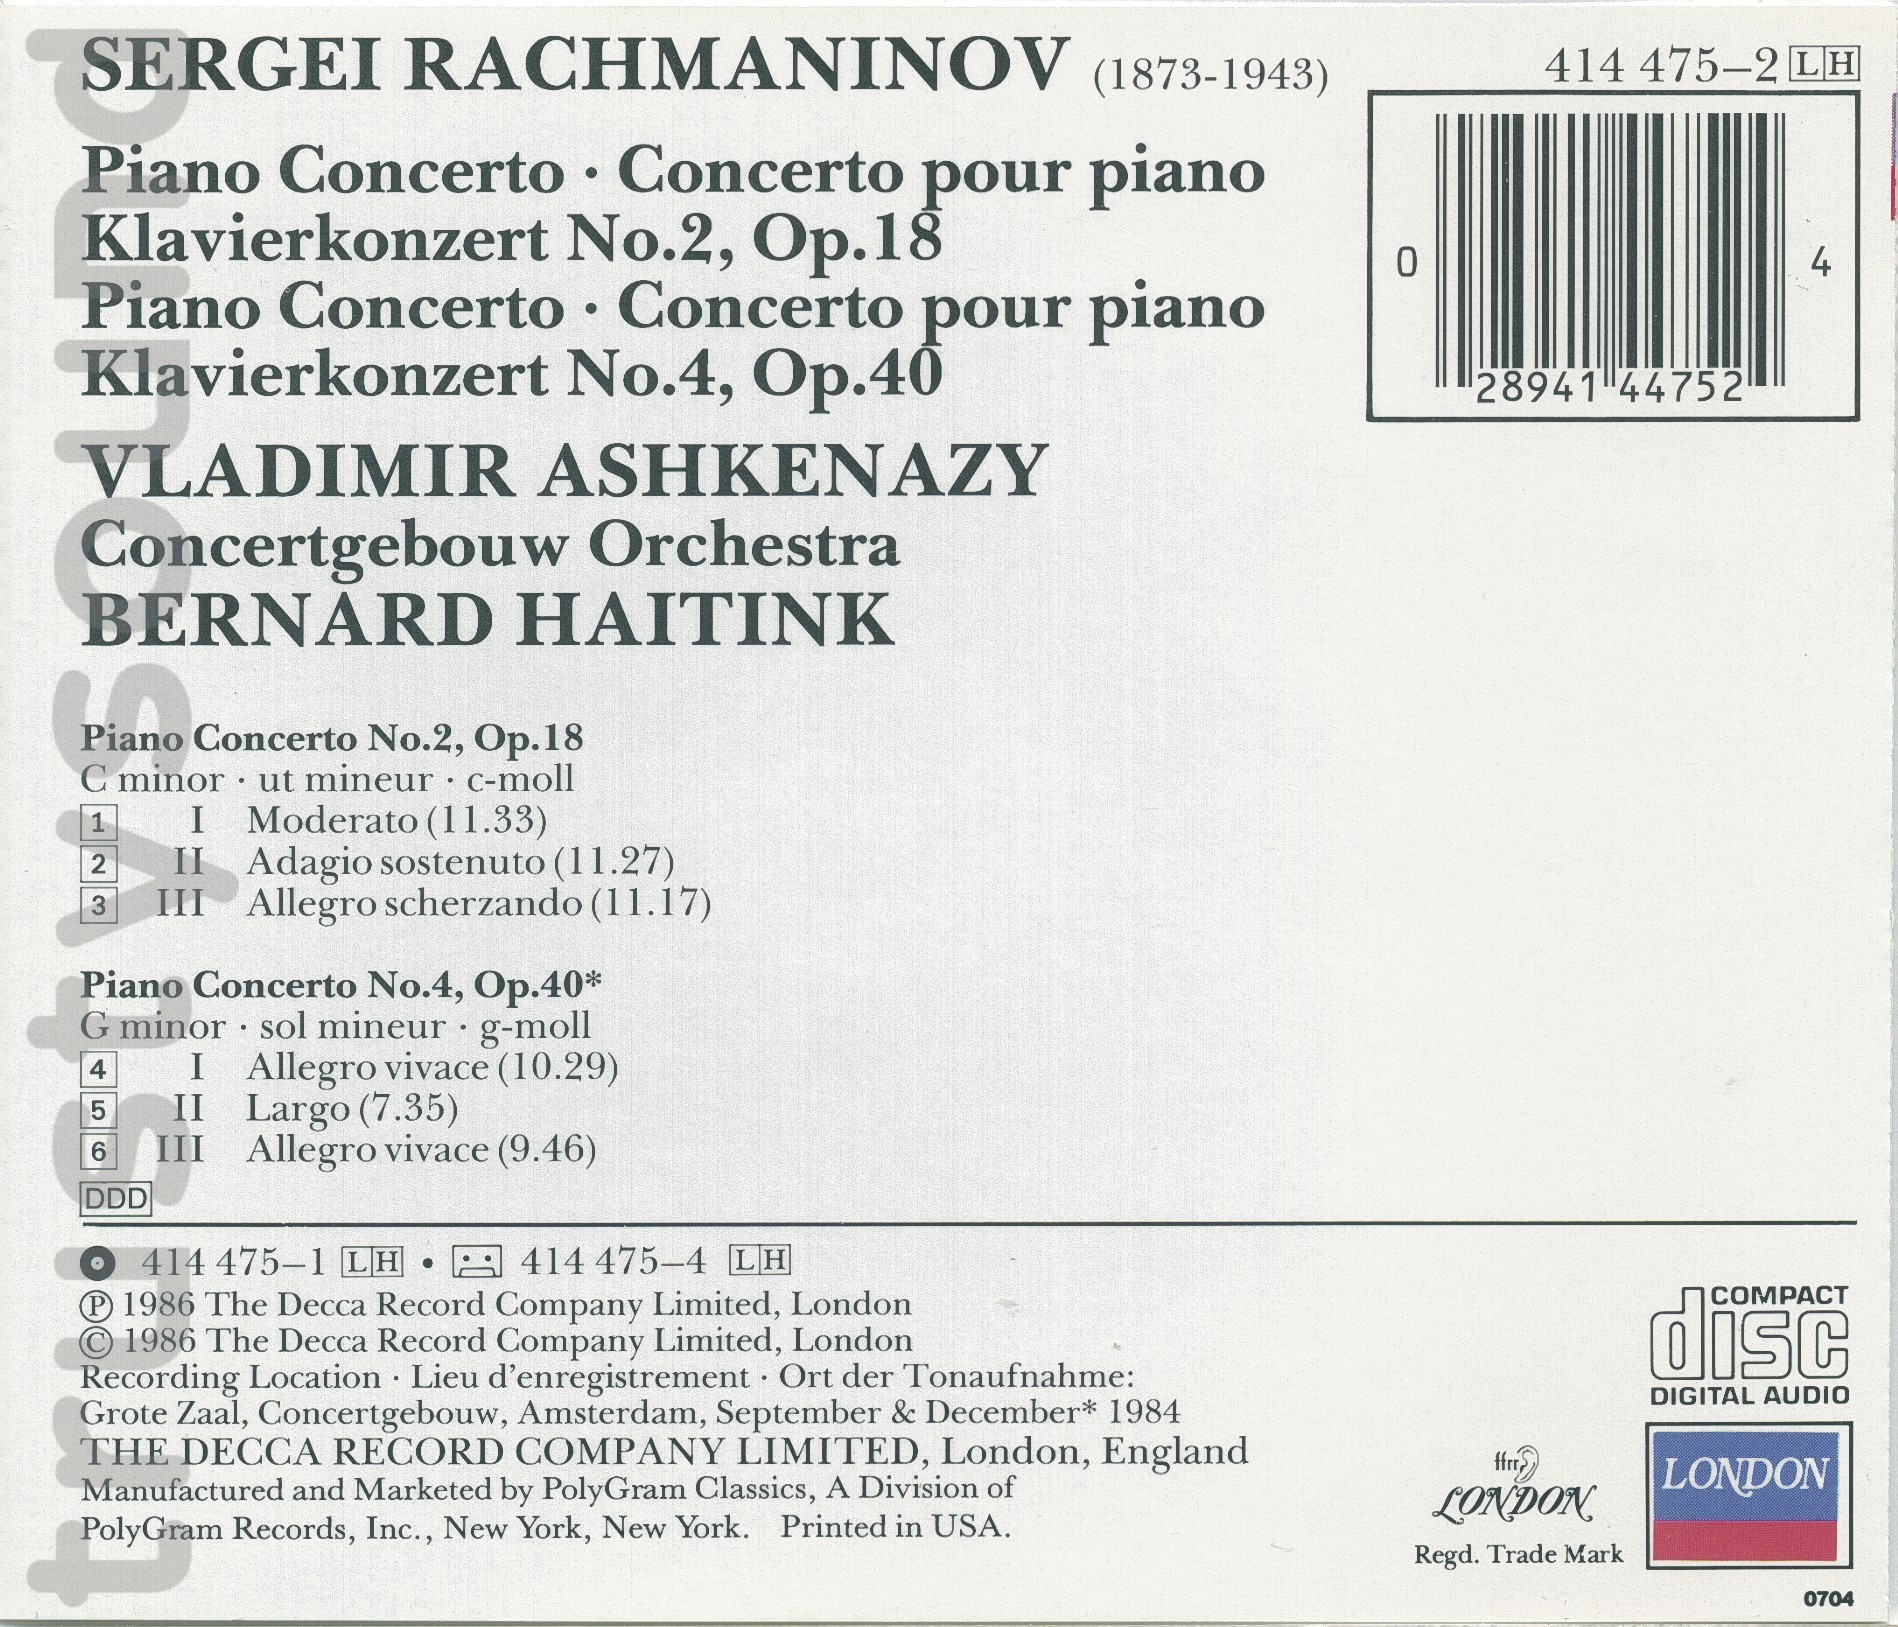 SERGEI RACHMANINOV (1873-1943)
414 475–2 LH
Piano Concerto · Concerto pour piano
Klavierkonzert No.2, Op.18
Piano Concerto · Concerto pour piano
Klavierkonzert No.4, Op.40
0 28941 44752 4
VLADIMIR ASHKENAZY
Concertgebouw Orchestra
BERNARD HAITINK
Piano Concerto No.2, Op.18
C minor · ut mineur · c-moll
1 I Moderato (11.33)
2 II Adagio sostenuto (11.27)
3 III Allegro scherzando (11.17)
Piano Concerto No.4, Op.40*
G minor · sol mineur · g-moll
4 I Allegro vivace (10.29)
5 II Largo (7.35)
6 III Allegro vivace (9.46)
DDD
414 475–1 LH • 414 475–4 LH
Ⓟ 1986 The Decca Record Company Limited, London
© 1986 The Decca Record Company Limited, London
Recording Location · Lieu d'enregistrement · Ort der Tonaufnahme:
Grote Zaal, Concertgebouw, Amsterdam, September & December* 1984
THE DECCA RECORD COMPANY LIMITED, London, England
Manufactured and Marketed by PolyGram Classics, A Division of
PolyGram Records, Inc., New York, New York. Printed in USA.
COMPACT
disc
DIGITAL AUDIO
ffrr
LONDON
Regd. Trade Mark
LONDON
0704
trustysound